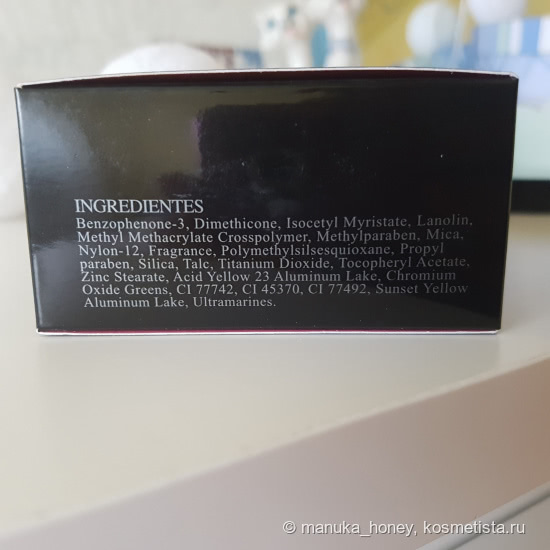 INGREDIENTES
Benzophenone-3, Dimethicone, Isocetyl Myristate, Lanolin,
Methyl Methacrylate Crosspolymer, Methylparaben, Mica,
Nylon-12, Fragrance, Polymethylsilsesquioxane, Propyl
paraben, Silica, Talc, Titanium Dioxide, Tocopheryl Acetate,
Zinc Stearate, Acid Yellow 23 Aluminum Lake, Chromium
Oxide Greens, CI 77742, CI 45370, CI 77492, Sunset Yellow
Aluminum Lake, Ultramarines.
© manuka_honey, kosmetista.ru